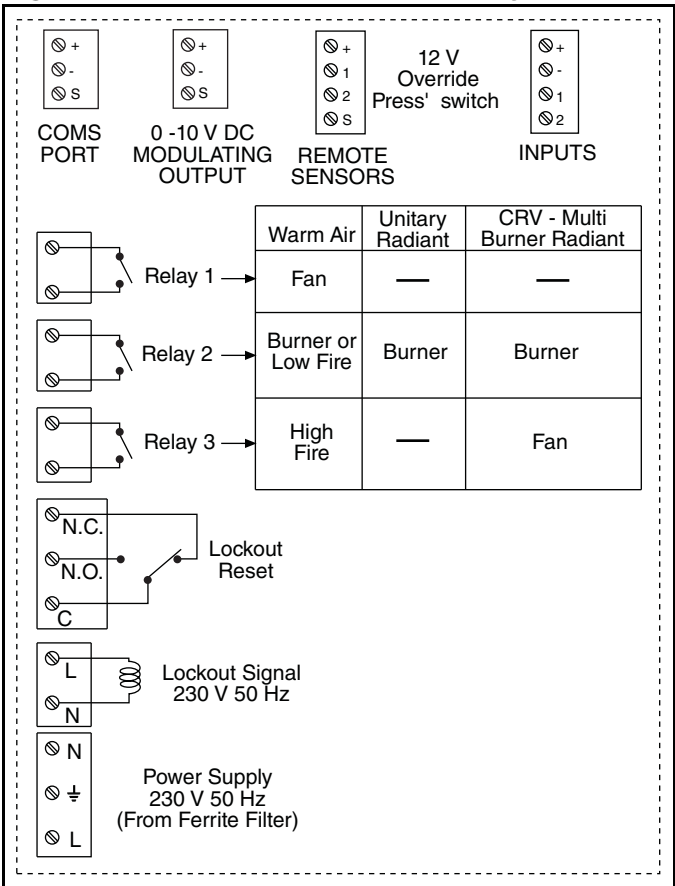 +
-
S
COMS
PORT
+
-
S
0 -10 V DC
MODULATING
OUTPUT
+
1
2
S
REMOTE
SENSORS
12 V
Override
Press' switch
+
-
1
2
INPUTS
Warm Air
Unitary
Radiant
CRV - Multi
Burner Radiant
Relay 1
Fan
—
—
Relay 2
Burner or
Low Fire
Burner
Burner
Relay 3
High
Fire
—
Fan
N.C.
N.O.
C
Lockout
Reset
L
N
Lockout Signal
230 V 50 Hz
N
L
Power Supply
230 V 50 Hz
(From Ferrite Filter)